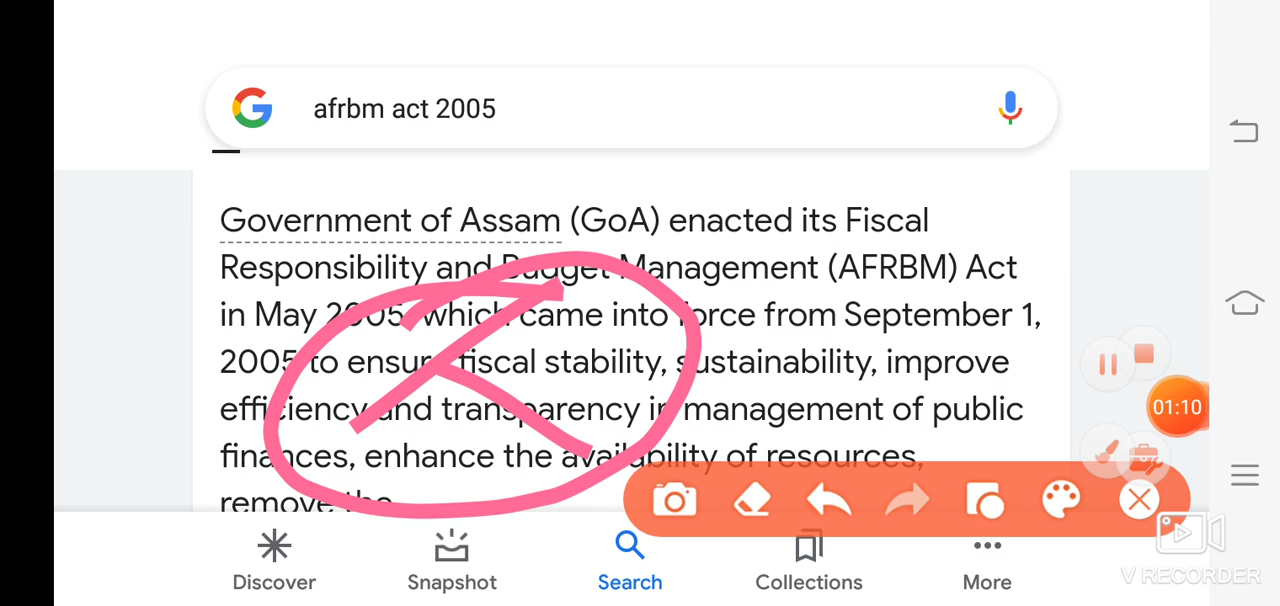 afrbm act 2005
Government of Assam (GoA) enacted its Fiscal
Responsibility and Budget Management (AFRBM) Act
in May 2005, which came into force from September 1,
2005 to ensure fiscal stability, sustainability, improve
efficiency and transparency in management of public
finances, enhance the availability of resources,
remove the
01:10
Discover Snapshot Search Collections More
V RECORDER